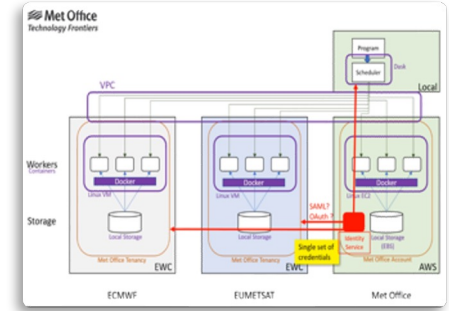 Met Office
Technology Frontiers
Program
Scheduler
Dask
Local
VPC
Workers
Containers
Docker
Docker
Docker
Linux VM
Linux VM
Linux EC2
SAML?
OAuth ?
Storage
Local Storage
Local Storage
Local Storage
(EBS)
Identity
Service
Single set of
credentials
Met Office Tenancy
Met Office Tenancy
Met Office Account
EWC
EWC
AWS
ECMWF
EUMETSAT
Met Office